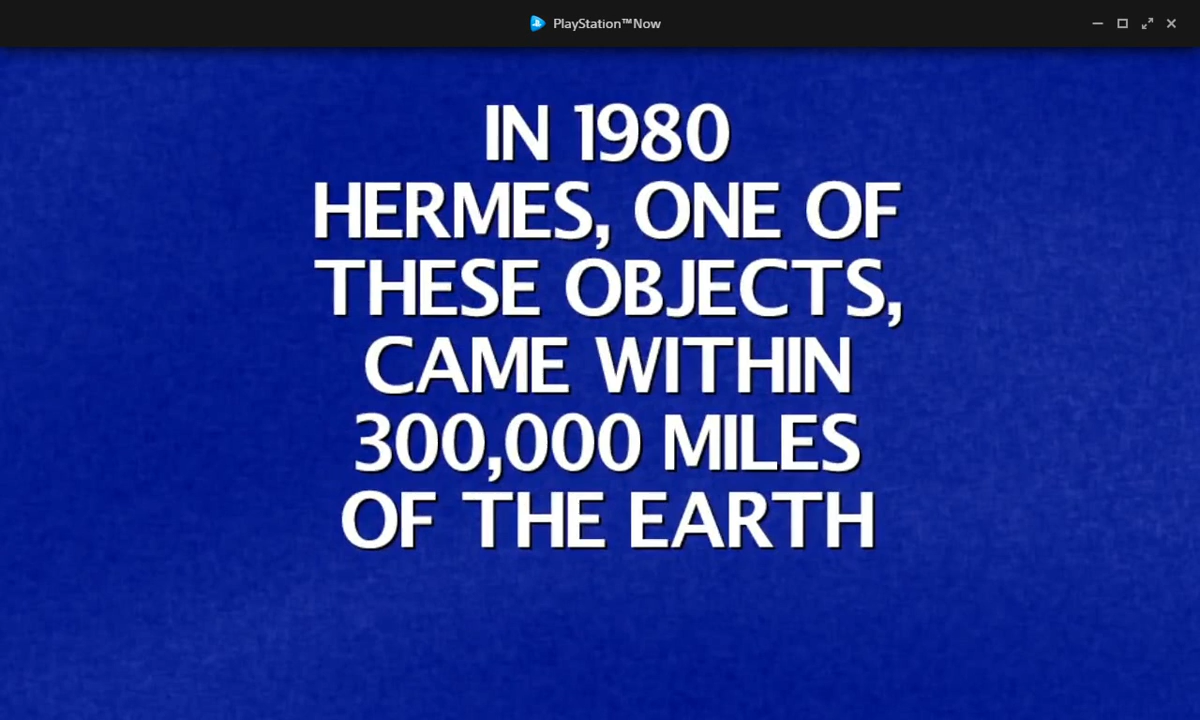 PlayStation™Now
IN 1980
HERMES, ONE OF
THESE OBJECTS,
CAME WITHIN
300,000 MILES
OF THE EARTH